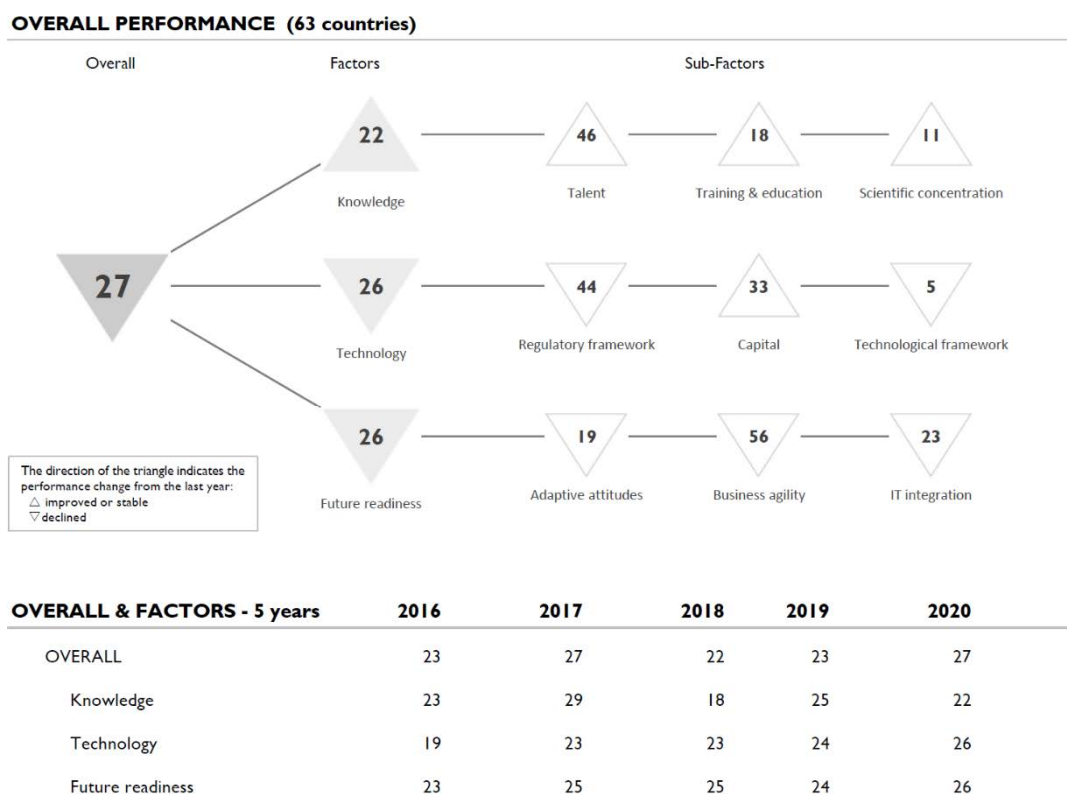 OVERALL PERFORMANCE (63 countries)
Overall Factors Sub-Factors
22 46 18 11
Knowledge Talent Training & education Scientific concentration
27 26 44 33 5
Technology Regulatory framework Capital Technological framework
26 19 56 23
Future readiness Adaptive attitudes Business agility IT integration
The direction of the triangle indicates the
performance change from the last year:
△ improved or stable
▽ declined
OVERALL & FACTORS - 5 years 2016 2017 2018 2019 2020
OVERALL 23 27 22 23 27
Knowledge 23 29 18 25 22
Technology 19 23 23 24 26
Future readiness 23 25 25 24 26